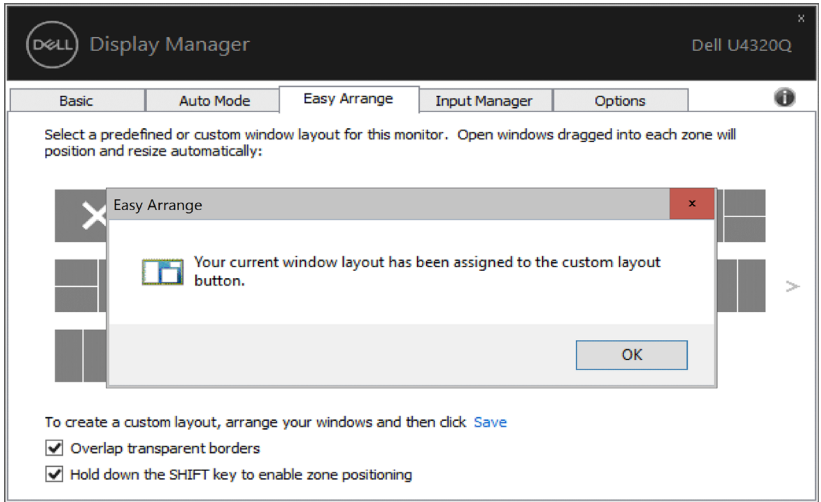 x
DELL
Display Manager
Dell U4320Q
Basic
Auto Mode
Easy Arrange
Input Manager
Options
i
Select a predefined or custom window layout for this monitor. Open windows dragged into each zone will
position and resize automatically:
Easy Arrange
x
Your current window layout has been assigned to the custom layout
button.
>
OK
To create a custom layout, arrange your windows and then click Save
Overlap transparent borders
Hold down the SHIFT key to enable zone positioning